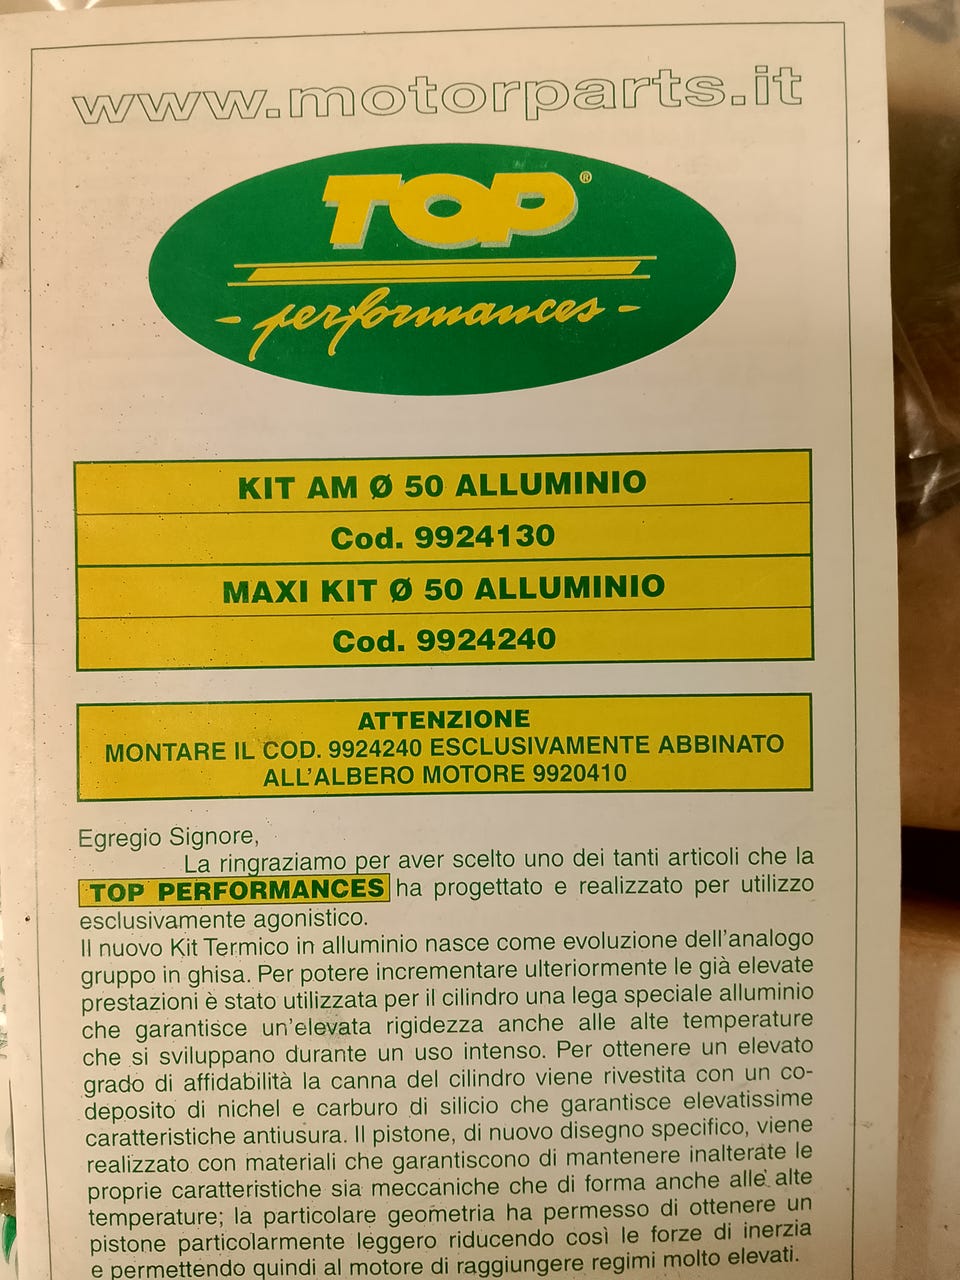 www.motorparts.it
TOP®
- performances -
KIT AM Ø 50 ALLUMINIO
Cod. 9924130
MAXI KIT Ø 50 ALLUMINIO
Cod. 9924240
ATTENZIONE
MONTARE IL COD. 9924240 ESCLUSIVAMENTE ABBINATO
ALL'ALBERO MOTORE 9920410
Egregio Signore,
La ringraziamo per aver scelto uno dei tanti articoli che la
TOP PERFORMANCES ha progettato e realizzato per utilizzo
esclusivamente agonistico.
Il nuovo Kit Termico in alluminio nasce come evoluzione dell'analogo
gruppo in ghisa. Per potere incrementare ulteriormente le già elevate
prestazioni è stato utilizzata per il cilindro una lega speciale alluminio
che garantisce un'elevata rigidezza anche alle alte temperature
che si sviluppano durante un uso intenso. Per ottenere un elevato
grado di affidabilità la canna del cilindro viene rivestita con un co-
deposito di nichel e carburo di silicio che garantisce elevatissime
caratteristiche antiusura. Il pistone, di nuovo disegno specifico, viene
realizzato con materiali che garantiscono di mantenere inalterate le
proprie caratteristiche sia meccaniche che di forma anche alle alte
temperature; la particolare geometria ha permesso di ottenere un
pistone particolarmente leggero riducendo così le forze di inerzia
e permettendo quindi al motore di raggiungere regimi molto elevati.